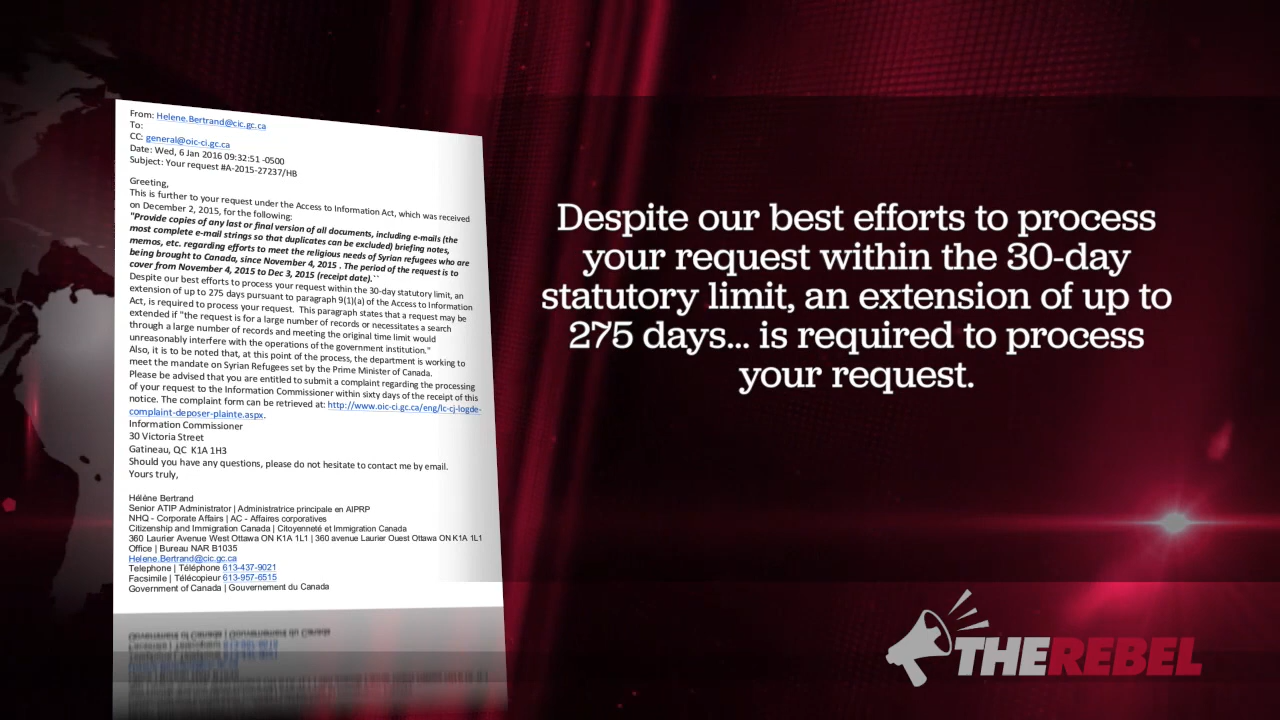 From: Helene.Bertrand@cic.gc.ca
To:
CC: general@oic-ci.gc.ca
Date: Wed, 6 Jan 2016 09:32:51 -0500
Subject: Your request #A-2015-27237/HB
Greeting,
This is further to your request under the Access to Information Act, which was received
on December 2, 2015, for the following:
"Provide copies of any last or final version of all documents, including e-mails (the
most complete e-mail strings so that duplicates can be excluded) briefing notes,
memos, etc. regarding efforts to meet the religious needs of Syrian refugees who are
being brought to Canada, since November 4, 2015 . The period of the request is to
cover from November 4, 2015 to Dec 3, 2015 (receipt date).``
Despite our best efforts to process your request within the 30-day statutory limit, an
extension of up to 275 days pursuant to paragraph 9(1)(a) of the Access to Information
Act, is required to process your request. This paragraph states that a request may be
extended if "the request is for a large number of records or necessitates a search
through a large number of records and meeting the original time limit would
unreasonably interfere with the operations of the government institution."
Also, it is to be noted that, at this point of the process, the department is working to
meet the mandate on Syrian Refugees set by the Prime Minister of Canada.
Please be advised that you are entitled to submit a complaint regarding the processing
of your request to the Information Commissioner within sixty days of the receipt of this
notice. The complaint form can be retrieved at: http://www.oic-ci.gc.ca/eng/lc-cj-logde-
complaint-deposer-plainte.aspx.
Information Commissioner
30 Victoria Street
Gatineau, QC K1A 1H3
Should you have any questions, please do not hesitate to contact me by email.
Yours truly,
Hélène Bertrand
Senior ATIP Administrator | Administratrice principale en AIPRP
NHQ - Corporate Affairs | AC - Affaires corporatives
Citizenship and Immigration Canada | Citoyenneté et Immigration Canada
360 Laurier Avenue West Ottawa ON K1A 1L1 | 360 avenue Laurier Ouest Ottawa ON K1A 1L1
Office | Bureau NAR B1035
Helene.Bertrand@cic.gc.ca
Telephone | Téléphone 613-437-9021
Facsimile | Télécopieur 613-957-6515
Government of Canada | Gouvernement du Canada
Despite our best efforts to process
your request within the 30-day
statutory limit, an extension of up to
275 days... is required to process
your request.
THEREBEL